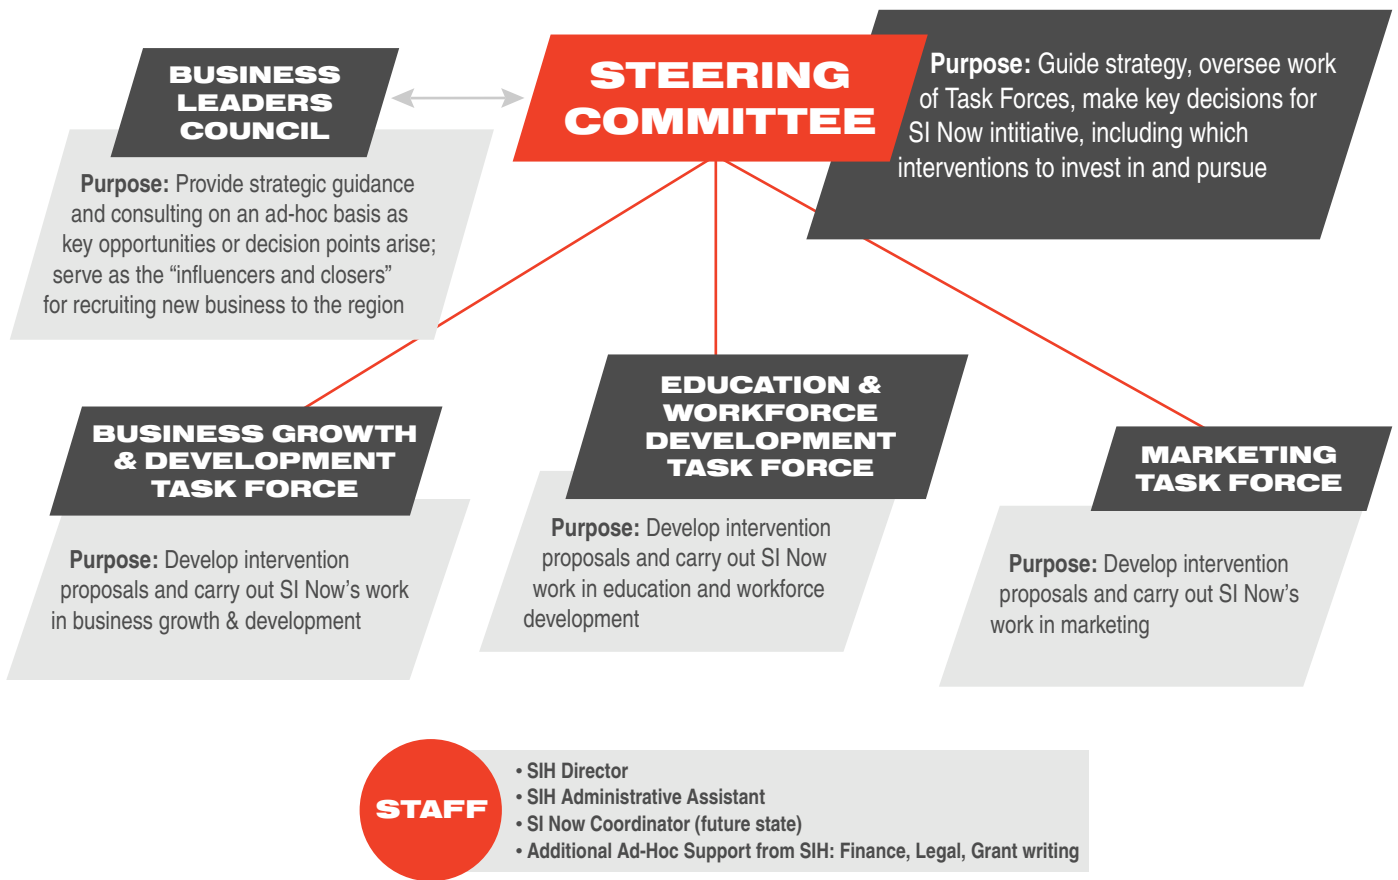 BUSINESS
LEADERS
COUNCIL
Purpose: Provide strategic guidance
and consulting on an ad-hoc basis as
key opportunities or decision points arise;
serve as the “influencers and closers”
for recruiting new business to the region
STEERING
COMMITTEE
Purpose: Guide strategy, oversee work
of Task Forces, make key decisions for
SI Now intitiative, including which
interventions to invest in and pursue
BUSINESS GROWTH
& DEVELOPMENT
TASK FORCE
Purpose: Develop intervention
proposals and carry out SI Now’s work
in business growth & development
EDUCATION &
WORKFORCE
DEVELOPMENT
TASK FORCE
Purpose: Develop intervention
proposals and carry out SI Now
work in education and workforce
development
MARKETING
TASK FORCE
Purpose: Develop intervention
proposals and carry out SI Now’s
work in marketing
STAFF
• SIH Director
• SIH Administrative Assistant
• SI Now Coordinator (future state)
• Additional Ad-Hoc Support from SIH: Finance, Legal, Grant writing